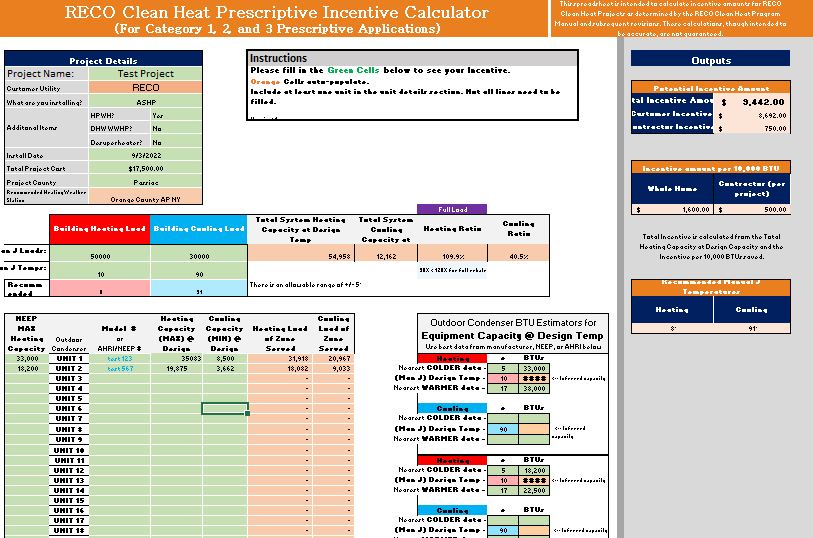 RECO Clean Heat Prescriptive Incentive Calculator
(For Category 1, 2, and 3 Prescriptive Applications)
This spreadsheet is intended to calculate incentive amounts for RECO
Clean Heat Projects as determined by the RECO Clean Heat Program
Manual and subsequent revisions. These calculations, though intended to
be accurate, are not guaranteed.
Project Details
Project Name: Test Project
Customer Utility RECO
What are you installing? ASHP
Additional Items HPWH? Yes
DHW WWHP? No
Desuperheater? No
Install Date 9/3/2022
Total Project Cost $17,500.00
Project County Passaic
Recommended Heating Weather
Station Orange County AP NY
Instructions
Please fill in the Green Cells below to see your Incentive.
Orange Cells auto-populate.
Include at least one unit in the unit details section. Not all lines need to be
filled.
Outputs
Potential Incentive Amount
tal Incentive Amou $ 9,442.00
Customer Incentive $ 8,692.00
ontractor Incentive $ 750.00
Incentive amount per 10,000 BTU
Whole Home Contractor (per
project)
$ 1,600.00 $ 500.00
Total Incentive is calculated from the Total
Heating Capacity at Design Capacity and the
Incentive per 10,000 BTU saved.
Recommended Manual J
Temperatures
Heating Cooling
8° 91°
Full Load
Building Heating Load Building Cooling Load Total System Heating
Capacity at Design
Temp Total System
Cooling
Capacity at Heating Ratio Cooling
Ratio
n J Loads: 50000 30000 54,958 12,162 109.9% 40.5%
n J Temps: 10 90 90% < 120% for full rebate
Recomm
ended 8 91 There is an allowable range of +/-5°
NEEP
MAX
Heating
Capacity Outdoor
Condenser Model #
or
AHRI/NEEP # Heating
Capacity
(MAX) @
Design Cooling
Capacity
(MIN) @
Design Heating Load
of Zone
Served Cooling
Load of
Zone
Served
33,000 UNIT 1 test123 35083 8,500 31,918 20,967
18,200 UNIT 2 test567 19,875 3,662 18,082 9,033
UNIT 3 - -
UNIT 4 - -
UNIT 5 - -
UNIT 6 - -
UNIT 7 - -
UNIT 8 - -
UNIT 9 - -
UNIT 10 - -
UNIT 11 - -
UNIT 12 - -
UNIT 13 - -
UNIT 14 - -
UNIT 15 - -
UNIT 16 - -
UNIT 17 - -
UNIT 18 - -
Outdoor Condenser BTU Estimators for
Equipment Capacity @ Design Temp
Use best data from manufacturer, NEEP, or AHRI below
Heating ° BTUs
Nearest COLDER data - 5 33,000
(Man J) Design Temp - 10 #### <-- Inferred capacity
Nearest WARMER data - 17 38,000
Cooling ° BTUs
Nearest COLDER data -
(Man J) Design Temp - 90 <-- Inferred
capacity
Nearest WARMER data -
Heating ° BTUs
Nearest COLDER data - 5 18,200
(Man J) Design Temp - 10 #### <-- Inferred capacity
Nearest WARMER data - 17 22,500
Cooling ° BTUs
Nearest COLDER data -
(Man J) Design Temp - 90 <-- Inferred capacity